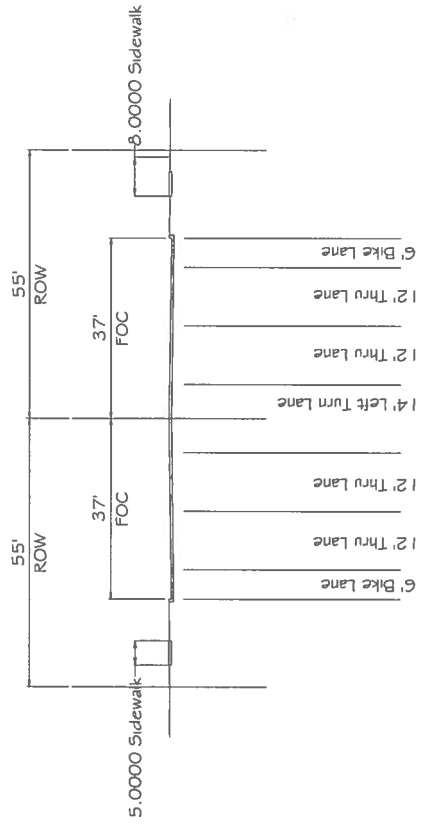 55'
ROW
55'
ROW
37'
FOC
37'
FOC
5.0000 Sidewalk
8.0000 Sidewalk
6' Bike Lane
12' Thru Lane
12' Thru Lane
14' Left Turn Lane
12' Thru Lane
12' Thru Lane
6' Bike Lane